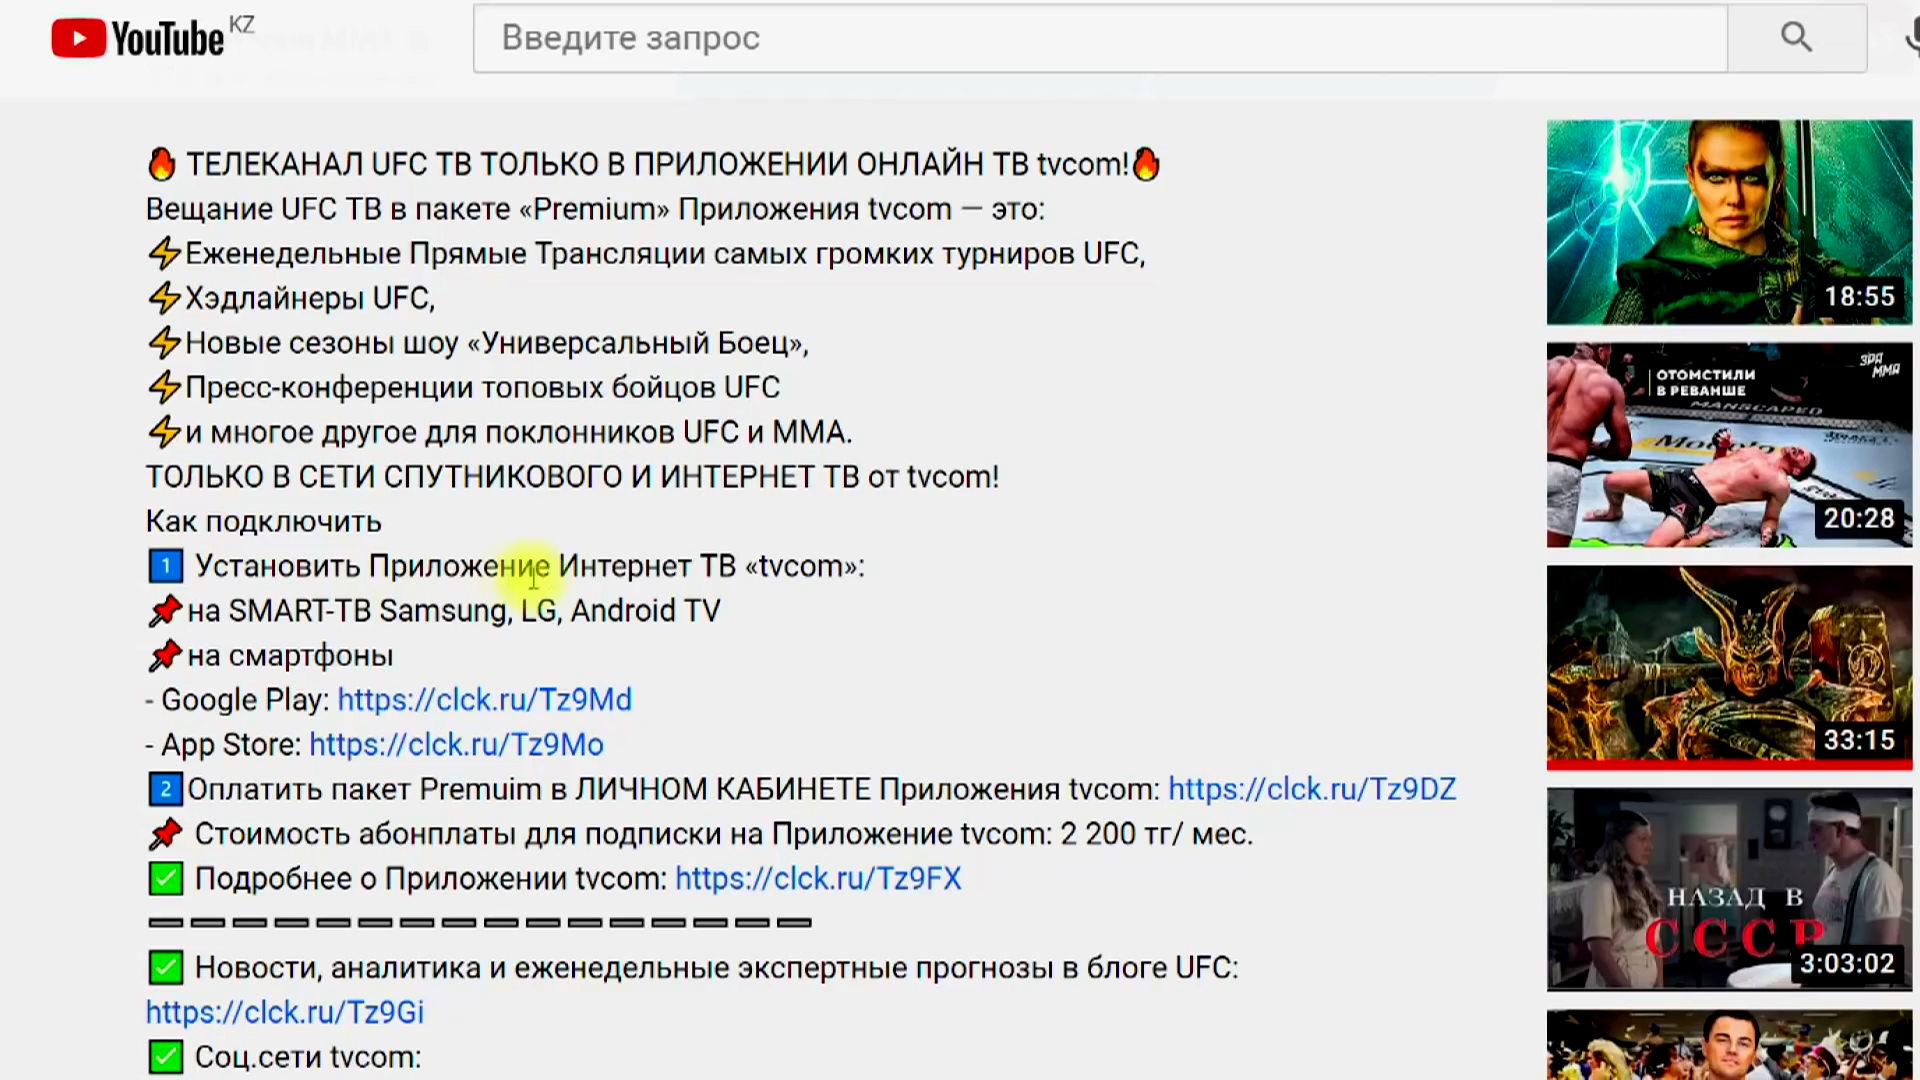 YouTube KZ
Введите запрос
ТЕЛЕКАНАЛ UFC ТВ ТОЛЬКО В ПРИЛОЖЕНИИ ОНЛАЙН ТВ tvcom!
Вещание UFC ТВ в пакете «Premium» Приложения tvcom — это:
Еженедельные Прямые Трансляции самых громких турниров UFC,
Хэдлайнеры UFC,
Новые сезоны шоу «Универсальный Боец»,
Пресс-конференции топовых бойцов UFC
и многое другое для поклонников UFC и ММА.
ТОЛЬКО В СЕТИ СПУТНИКОВОГО И ИНТЕРНЕТ ТВ от tvcom!
Как подключить
1 Установить Приложение Интернет ТВ «tvcom»:
на SMART-ТВ Samsung, LG, Android TV
на смартфоны
- Google Play: https://clck.ru/Tz9Md
- App Store: https://clck.ru/Tz9Mo
2 Оплатить пакет Premuim в ЛИЧНОМ КАБИНЕТЕ Приложения tvcom: https://clck.ru/Tz9DZ
Стоимость абонплаты для подписки на Приложение tvcom: 2 200 тг/ мес.
Подробнее о Приложении tvcom: https://clck.ru/Tz9FX
Новости, аналитика и еженедельные экспертные прогнозы в блоге UFC:
https://clck.ru/Tz9Gi
Соц.сети tvcom:
18:55
ОТОМСТИЛИ
В РЕВАНШЕ
ЭРА
ММА
MANSCAPED
20:28
33:15
НАЗАД В
СССР
3:03:02